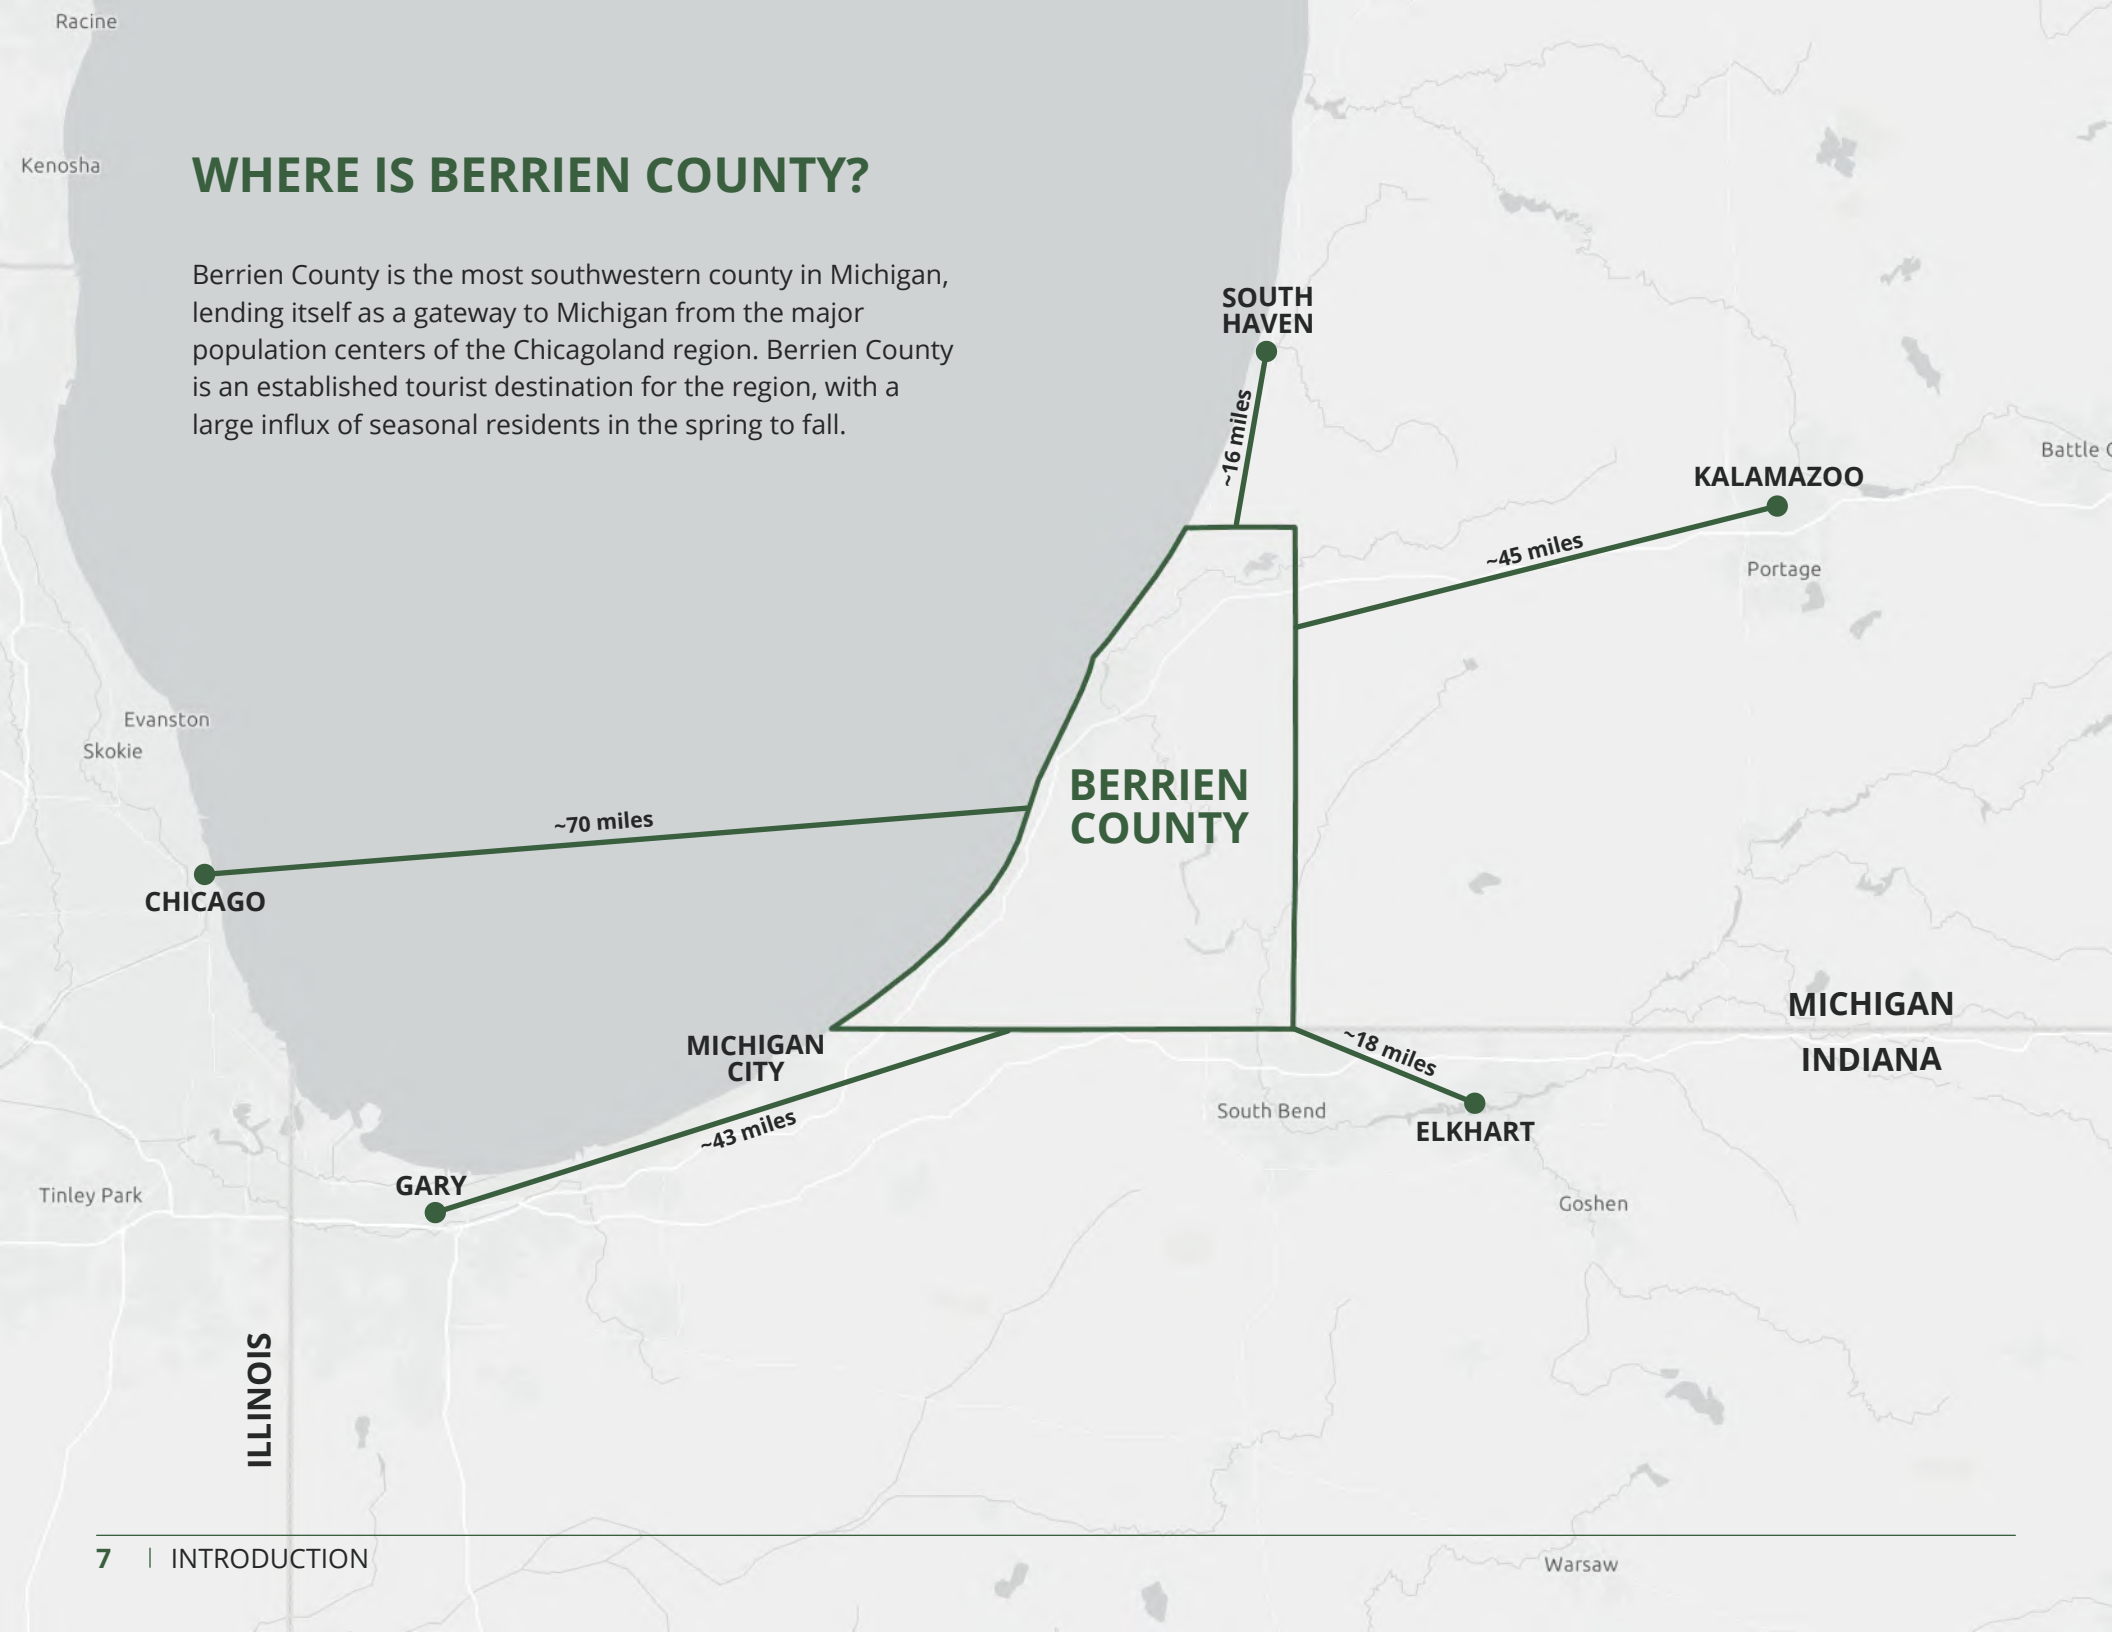 Racine
Kenosha
WHERE IS BERRIEN COUNTY?
Berrien County is the most southwestern county in Michigan,
lending itself as a gateway to Michigan from the major
population centers of the Chicagoland region. Berrien County
is an established tourist destination for the region, with a
large influx of seasonal residents in the spring to fall.
SOUTH
HAVEN
~16 miles
KALAMAZOO
Battle C
~45 miles
Portage
Evanston
Skokie
BERRIEN
COUNTY
~70 miles
CHICAGO
MICHIGAN
INDIANA
MICHIGAN
CITY
~18 miles
~43 miles
South Bend
ELKHART
GARY
Tinley Park
Goshen
ILLINOIS
7 | INTRODUCTION
Warsaw